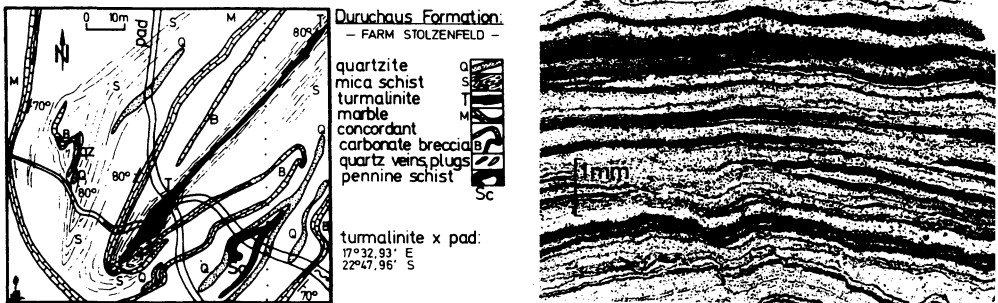 0 10m
pad
N
M
S
M
T
80°
Q
S
S
70°
B
B
S
Q
QZ
Q
80°
80°
T
B
S
Q
Q
Sc
B
S
Q
70°
Duruchaus Formation:
— FARM STOLZENFELD —
quartzite Q
mica schist S
turmalinite T
marble M
concordant
carbonate breccia B
quartz veins, plugs
pennine schist
Sc
turmalinite x pad:
17°32,93' E
22°47,96' S
1mm